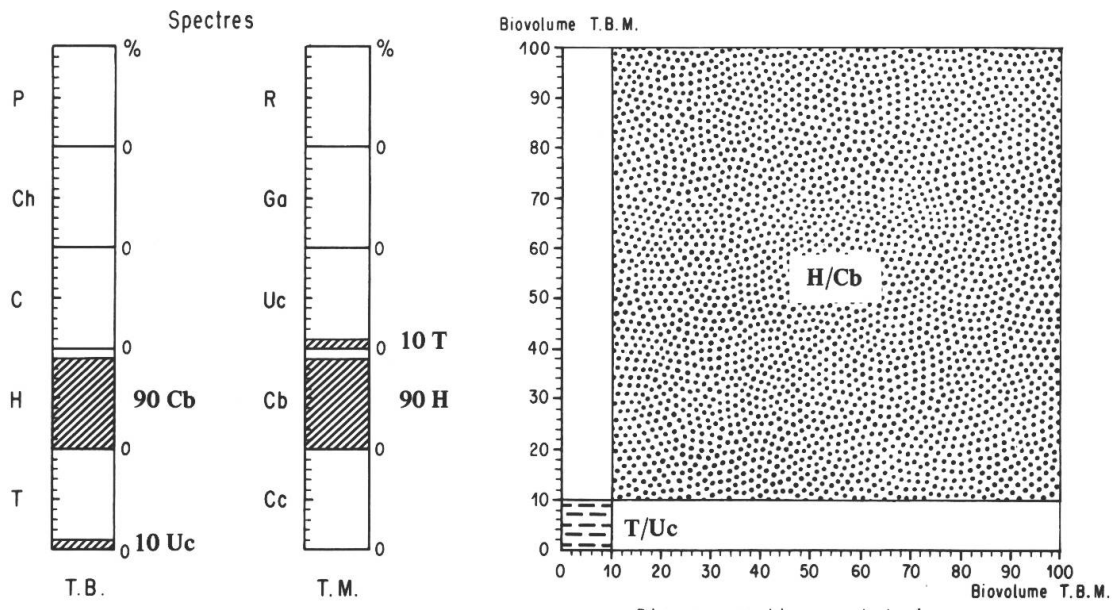 Spectres
% %
P R
0 0
Ch Ga
0 0
C Uc
10 T
0 0
H 90 Cb Cb 90 H
0 0
T Cc
10 Uc
0 0
T.B. T.M.
Biovolume T.B.M.
100
90
80
70
60
50
40
30
20
10
0
H/Cb
T/Uc
0 10 20 30 40 50 60 70 80 90 100
Biovolume T.B.M.